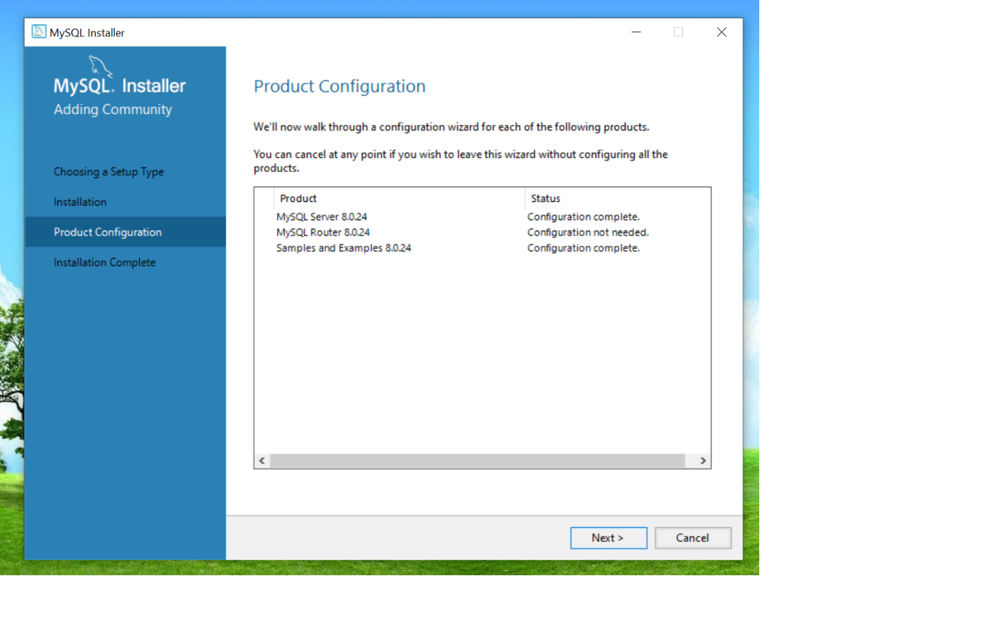 MySQL Installer
MySQL. Installer
Adding Community
Choosing a Setup Type
Installation
Product Configuration
Installation Complete
Product Configuration
We'll now walk through a configuration wizard for each of the following products.
You can cancel at any point if you wish to leave this wizard without configuring all the
products.
Product Status
MySQL Server 8.0.24 Configuration complete.
MySQL Router 8.0.24 Configuration not needed.
Samples and Examples 8.0.24 Configuration complete.
Next > Cancel